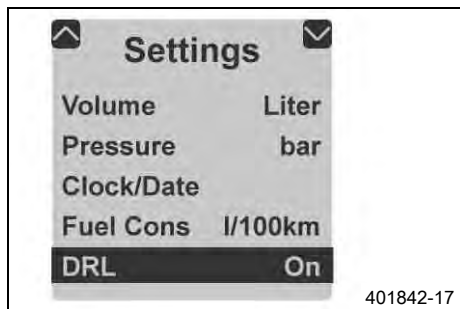 Settings
Volume Liter
Pressure bar
Clock/Date
Fuel Cons l/100km
DRL On
401842-17